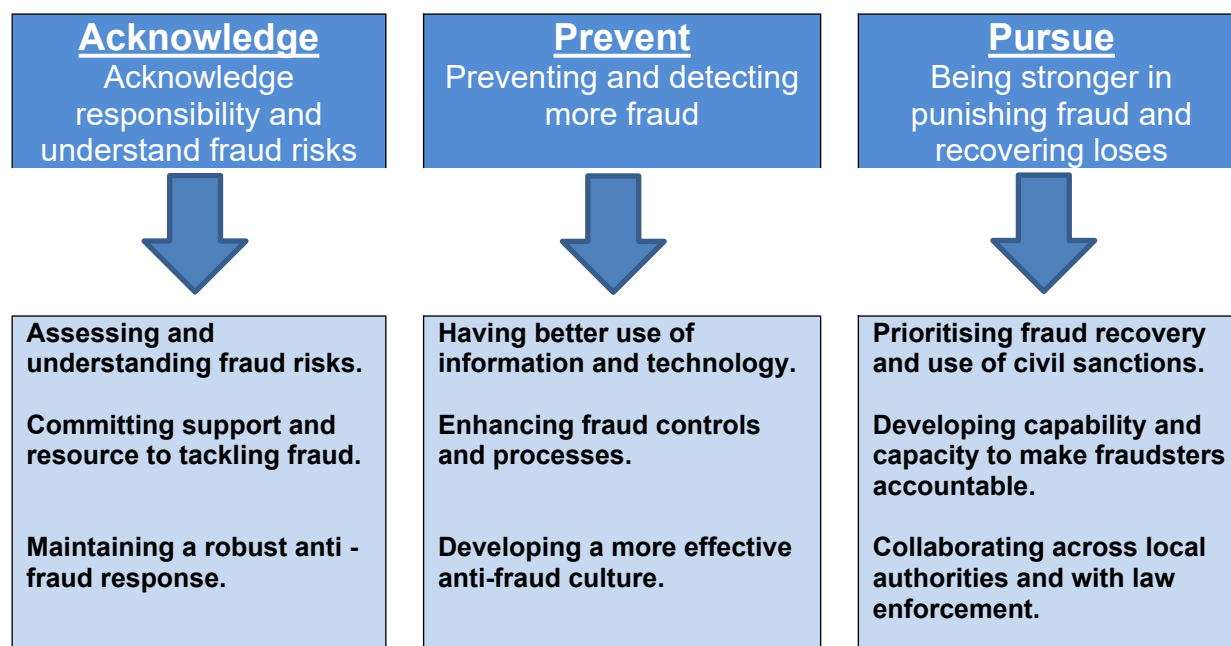 Acknowledge
Acknowledge
responsibility and
understand fraud risks
Prevent
Preventing and detecting
more fraud
Pursue
Being stronger in
punishing fraud and
recovering loses
Assessing and
understanding fraud risks.
Committing support and
resource to tackling fraud.
Maintaining a robust anti -
fraud response.
Having better use of
information and technology.
Enhancing fraud controls
and processes.
Developing a more effective
anti-fraud culture.
Prioritising fraud recovery
and use of civil sanctions.
Developing capability and
capacity to make fraudsters
accountable.
Collaborating across local
authorities and with law
enforcement.